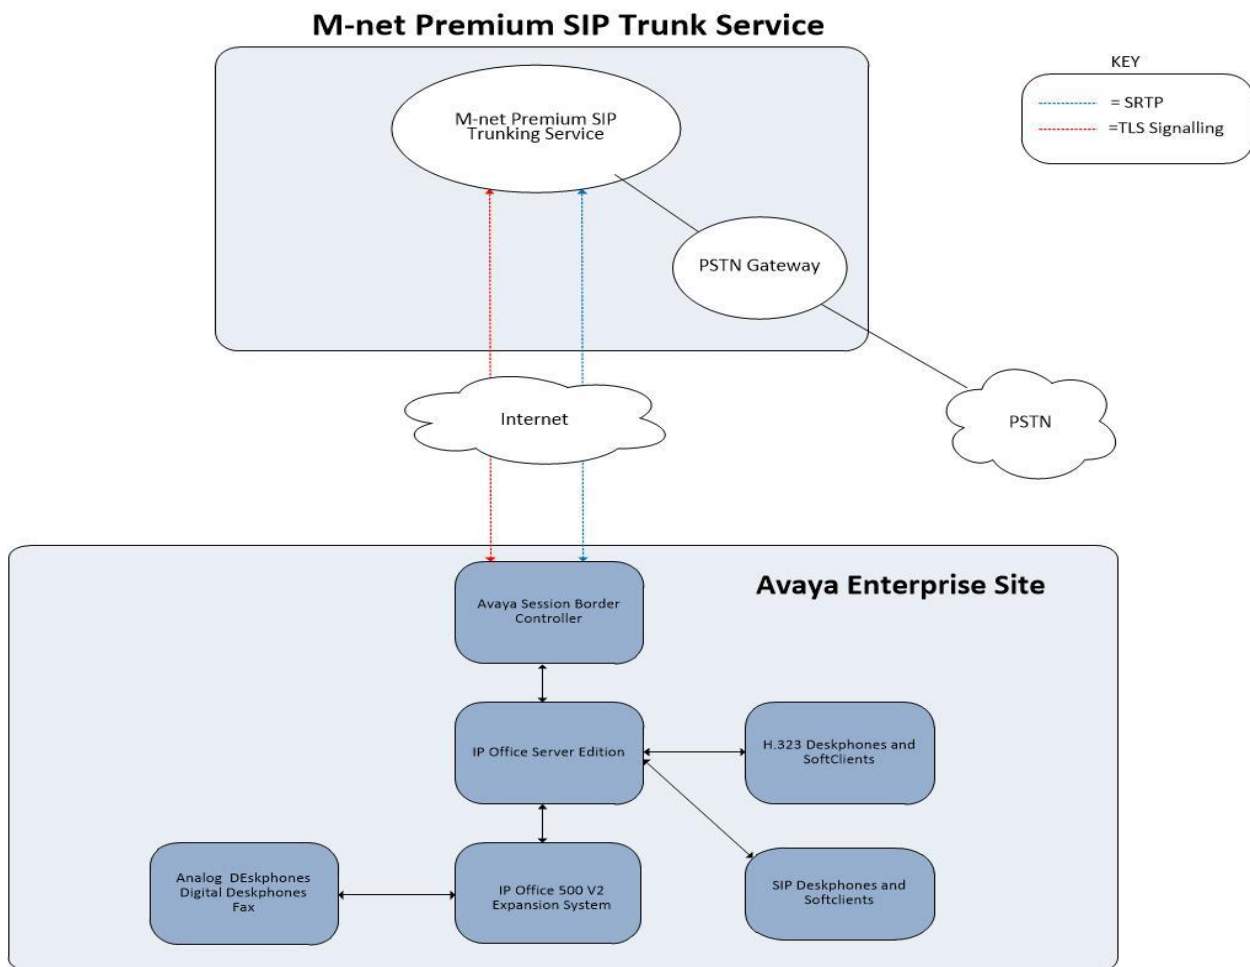 M-net Premium SIP Trunk Service
KEY
= SRTP
=TLS Signalling
M-net Premium SIP
Trunking Service
PSTN Gateway
Internet
PSTN
Avaya Enterprise Site
Avaya Session Border
Controller
IP Office Server Edition
H.323 Deskphones and
SoftClients
Analog DEskphones
Digital Deskphones
Fax
IP Office 500 V2
Expansion System
SIP Deskphones and
Softclients